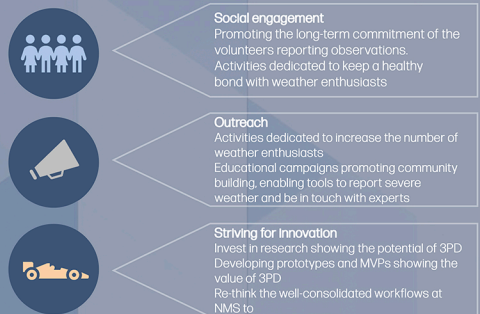 Social engagement
Promoting the long-term commitment of the
volunteers reporting observations.
Activities dedicated to keep a healthy
bond with weather enthusiasts
Outreach
Activities dedicated to increase the number of
weather enthusiasts
Educational campaigns promoting community
building, enabling tools to report severe
weather and be in touch with experts
Striving for Innovation
Invest in research showing the potential of 3PD
Developing prototypes and MVPs showing the
value of 3PD
Re-think the well-consolidated workflows at
NMS to